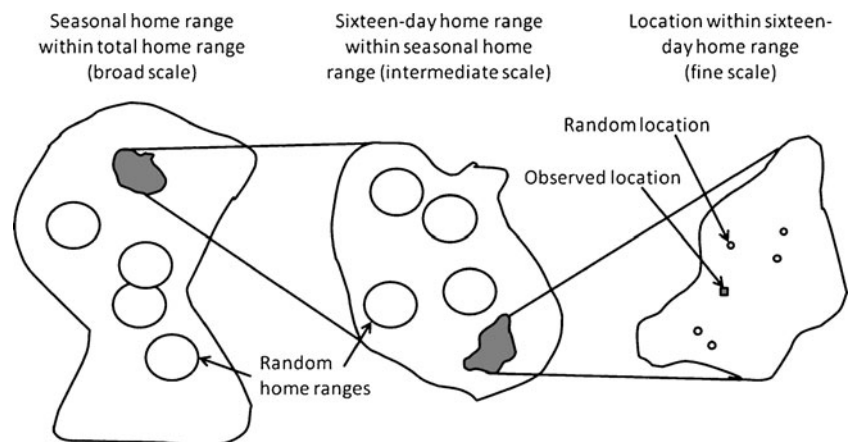 Seasonal home range
within total home range
(broad scale)
Sixteen-day home range
within seasonal home
range (intermediate scale)
Location within sixteen-
day home range
(fine scale)
Random location
Observed location
Random
home ranges